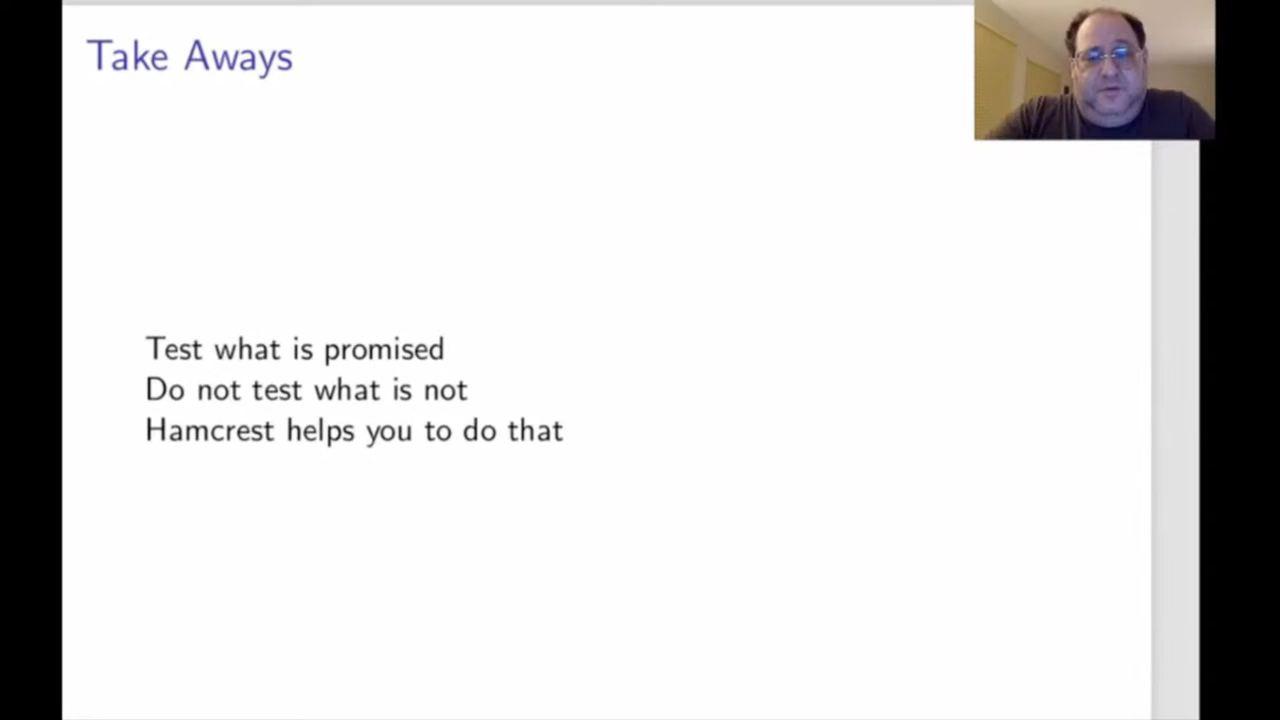 Take Aways
Test what is promised
Do not test what is not
Hamcrest helps you to do that